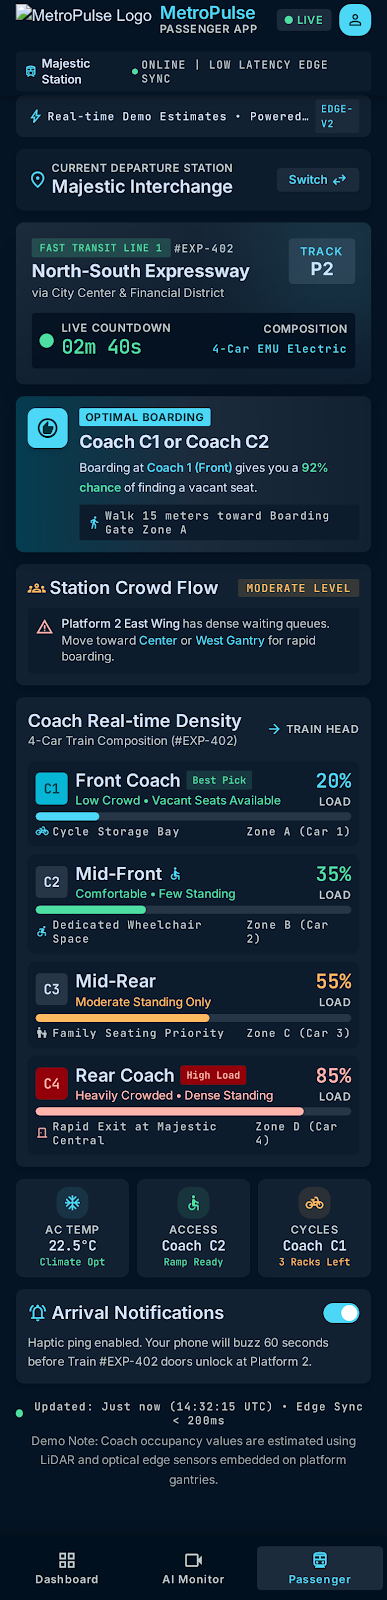 MetroPulse Logo
MetroPulse
PASSENGER APP
LIVE
Majestic
Station
ONLINE | LOW LATENCY EDGE
SYNC
Real-time Demo Estimates • Powered…
EDGE-
V2
CURRENT DEPARTURE STATION
Majestic Interchange
Switch
FAST TRANSIT LINE 1 #EXP-402
North-South Expressway
via City Center & Financial District
TRACK
P2
LIVE COUNTDOWN
02m 40s
COMPOSITION
4-Car EMU Electric
OPTIMAL BOARDING
Coach C1 or Coach C2
Boarding at Coach 1 (Front) gives you a 92%
chance of finding a vacant seat.
Walk 15 meters toward Boarding
Gate Zone A
Station Crowd Flow
MODERATE LEVEL
Platform 2 East Wing has dense waiting queues.
Move toward Center or West Gantry for rapid
boarding.
Coach Real-time Density
4-Car Train Composition (#EXP-402)
TRAIN HEAD
C1
Front Coach
Best Pick
20%
Low Crowd • Vacant Seats Available
LOAD
Cycle Storage Bay
Zone A (Car 1)
C2
Mid-Front
35%
Comfortable • Few Standing
LOAD
Dedicated Wheelchair
Space
Zone B (Car
2)
C3
Mid-Rear
55%
Moderate Standing Only
LOAD
Family Seating Priority
Zone C (Car 3)
C4
Rear Coach
High Load
85%
Heavily Crowded • Dense Standing
LOAD
Rapid Exit at Majestic
Central
Zone D (Car
4)
AC TEMP
22.5°C
Climate Opt
ACCESS
Coach C2
Ramp Ready
CYCLES
Coach C1
3 Racks Left
Arrival Notifications
Haptic ping enabled. Your phone will buzz 60 seconds
before Train #EXP-402 doors unlock at Platform 2.
Updated: Just now (14:32:15 UTC) • Edge Sync
< 200ms
Demo Note: Coach occupancy values are estimated using
LiDAR and optical edge sensors embedded on platform
gantries.
Dashboard
AI Monitor
Passenger